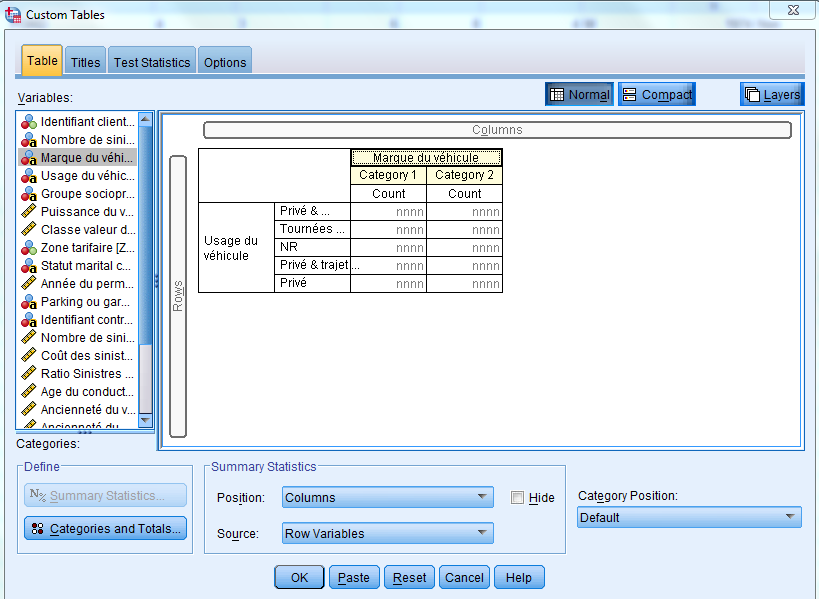 Custom Tables
Table Titles Test Statistics Options
Variables:
Normal Compact Layers
Identifiant client...
Nombre de sini...
Marque du véhi...
Usage du véhic...
Groupe sociopr...
Puissance du v...
Classe valeur d...
Zone tarifaire [Z...
Statut marital c...
Année du perm...
Parking ou gar...
Identifiant contr...
Nombre de sini...
Coût des sinist...
Ratio Sinistres ...
Age du conduct...
Ancienneté du v...
Ancienneté du
Columns
Rows
Marque du véhicule
Category 1 Category 2
Count Count
Usage du véhicule
Privé & ... nnnn nnnn
Tournées ... nnnn nnnn
NR nnnn nnnn
Privé & trajet... nnnn nnnn
Privé nnnn nnnn
Categories:
Define
N% Summary Statistics...
Categories and Totals...
Summary Statistics
Position: Columns Hide
Source: Row Variables
Category Position:
Default
OK Paste Reset Cancel Help